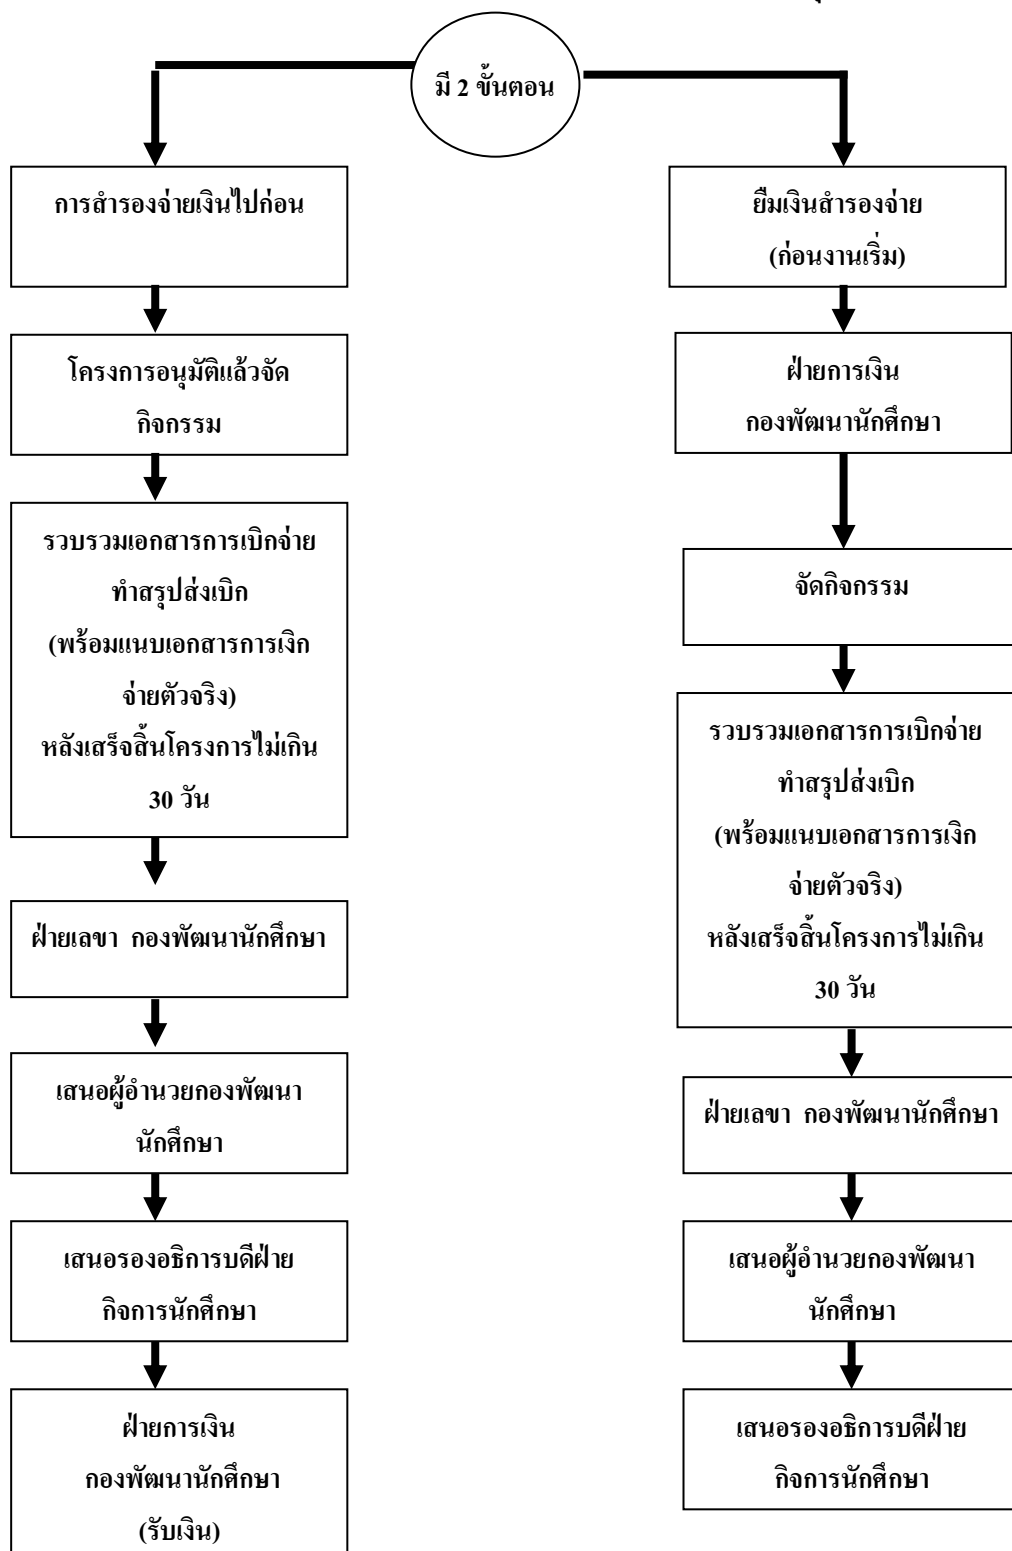 มี 2 ขั้นตอน
การสำรองจ่ายเงินไปก่อน
โครงการอนุมัติแล้วจัด
กิจกรรม
รวบรวมเอกสารการเบิกจ่าย
ทำสรุปส่งเบิก
(พร้อมแนบเอกสารการเงิก
จ่ายตัวจริง)
หลังเสร็จสิ้นโครงการไม่เกิน
30 วัน
ฝ่ายเลขา กองพัฒนานักศึกษา
เสนอผู้อำนวยกองพัฒนา
นักศึกษา
เสนอรองอธิการบดีฝ่าย
กิจการนักศึกษา
ฝ่ายการเงิน
กองพัฒนานักศึกษา
(รับเงิน)
ยืมเงินสำรองจ่าย
(ก่อนงานเริ่ม)
ฝ่ายการเงิน
กองพัฒนานักศึกษา
จัดกิจกรรม
รวบรวมเอกสารการเบิกจ่าย
ทำสรุปส่งเบิก
(พร้อมแนบเอกสารการเงิก
จ่ายตัวจริง)
หลังเสร็จสิ้นโครงการไม่เกิน
30 วัน
ฝ่ายเลขา กองพัฒนานักศึกษา
เสนอผู้อำนวยกองพัฒนา
นักศึกษา
เสนอรองอธิการบดีฝ่าย
กิจการนักศึกษา